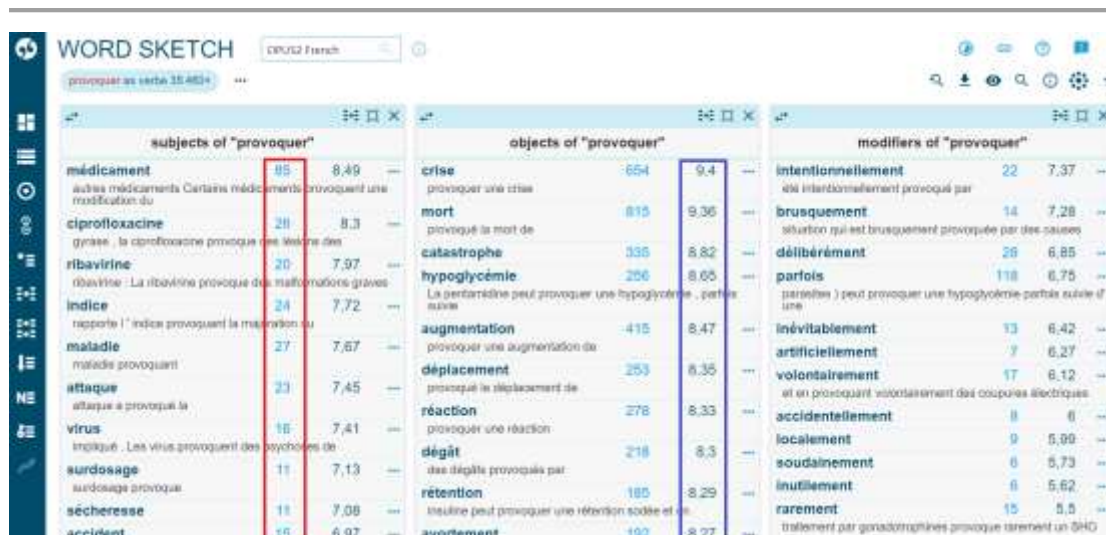 WORD SKETCH
OPUS2 French
provoquer as verbe
subjects of "provoquer"
médicament 85 8,49
autres médicaments Certains médicaments provoquent une
modification du
ciprofloxacine 28 8.3
gyrase , la ciprofloxacine provoque des lésions des
ribavirine 20 7,97
ribavirine : La ribavirine provoque des malformations graves
indice 24 7,72
rapporte l ' indice provoquant la majoration du
maladie 27 7,67
maladie provoquant
attaque 23 7,45
attaque a provoqué la
virus 16 7,41
impliqué . Les virus provoquent des psychoses de
surdosage 11 7,13
surdosage provoque
sécheresse 11 7,08
accident 15 6,97
objects of "provoquer"
crise 654 9.4
provoquer une crise
mort 815 9,36
provoqué la mort de
catastrophe 335 8,82
hypoglycémie 256 8,65
La pentamidine peut provoquer une hypoglycémie , parfois
suivie
augmentation 415 8,47
provoquer une augmentation de
déplacement 253 8,35
provoqué le déplacement de
réaction 278 8,33
provoquer une réaction
dégât 218 8,3
des dégâts provoqués par
rétention 185 8,29
insuline peut provoquer une rétention sodée et
avortement 192 8,27
modifiers of "provoquer"
intentionnellement 22 7,37
été intentionnellement provoqué par
brusquement 14 7,28
situation qui est brusquement provoquée par des causes
délibérément 28 6,85
parfois 118 6,75
parasites ) peut provoquer une hypoglycémie parfois suivie d'
une
inévitablement 13 6,42
artificiellement 7 6,27
volontairement 17 6,12
et en provoquant volontairement des coupures électriques
accidentellement 8 6
localement 9 5,99
soudainement 6 5,73
inutilement 6 5,62
rarement 15 5,5
traitement par gonadotrophines provoque rarement un SHO